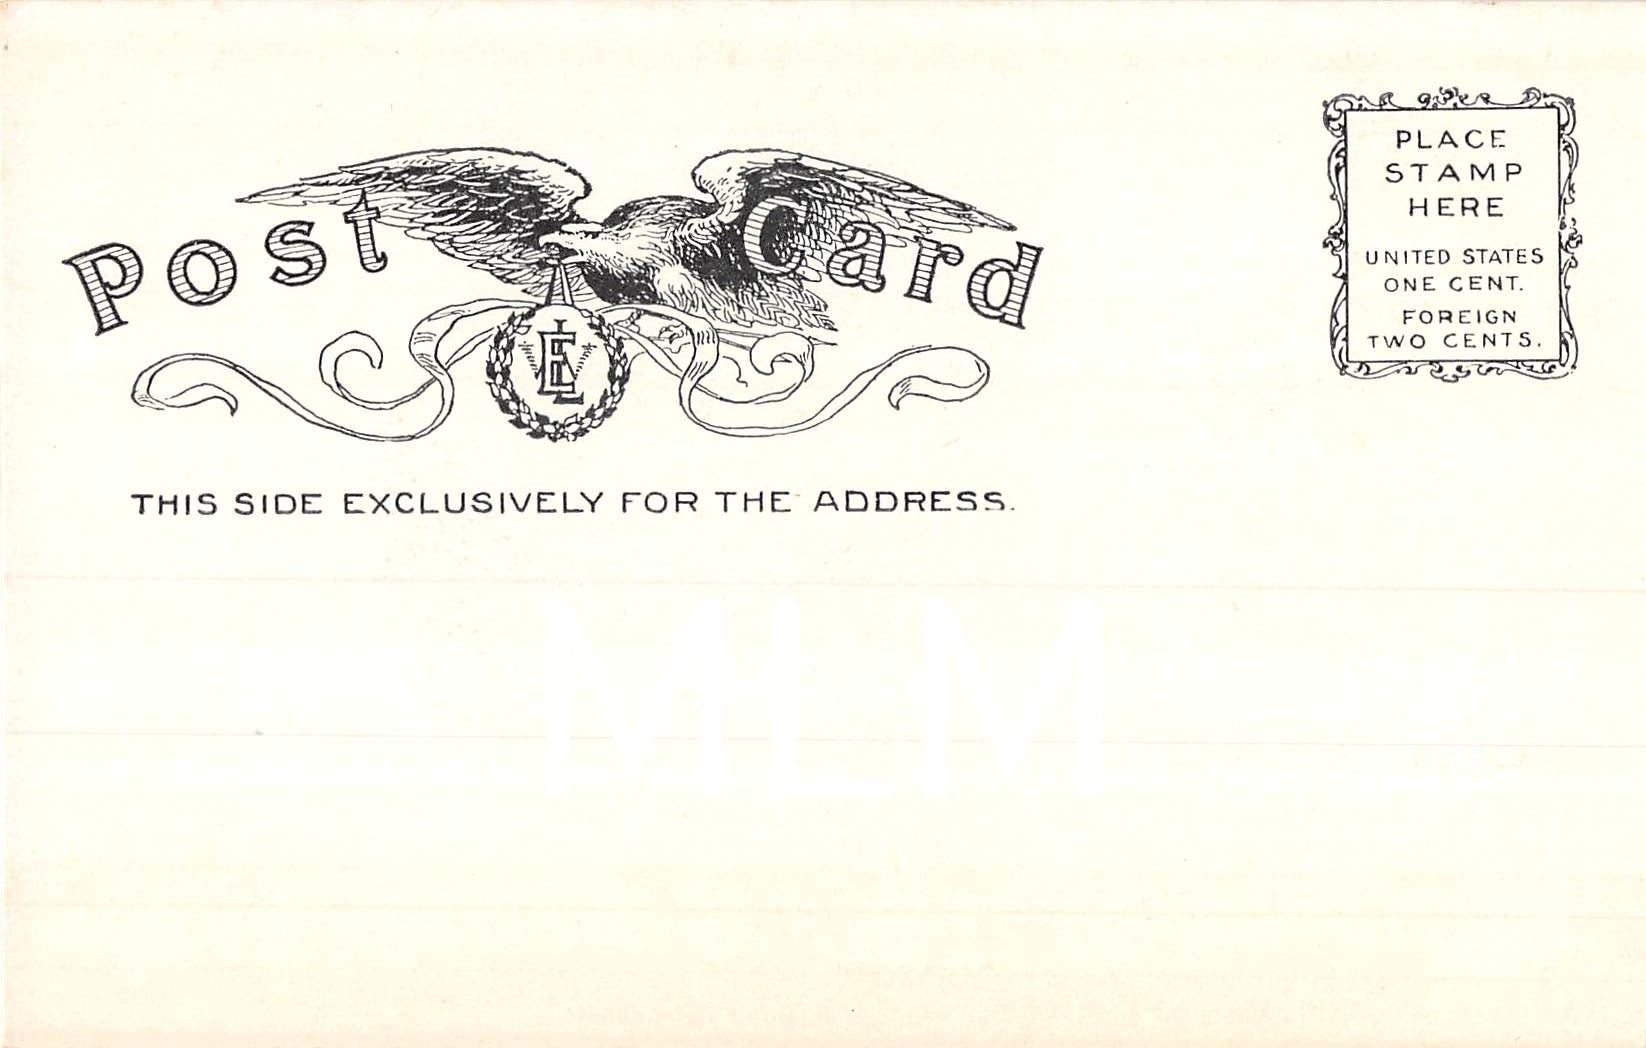 Post Card
PLACE
STAMP
HERE
UNITED STATES
ONE CENT.
FOREIGN
TWO CENTS.
THIS SIDE EXCLUSIVELY FOR THE ADDRESS.
MLM